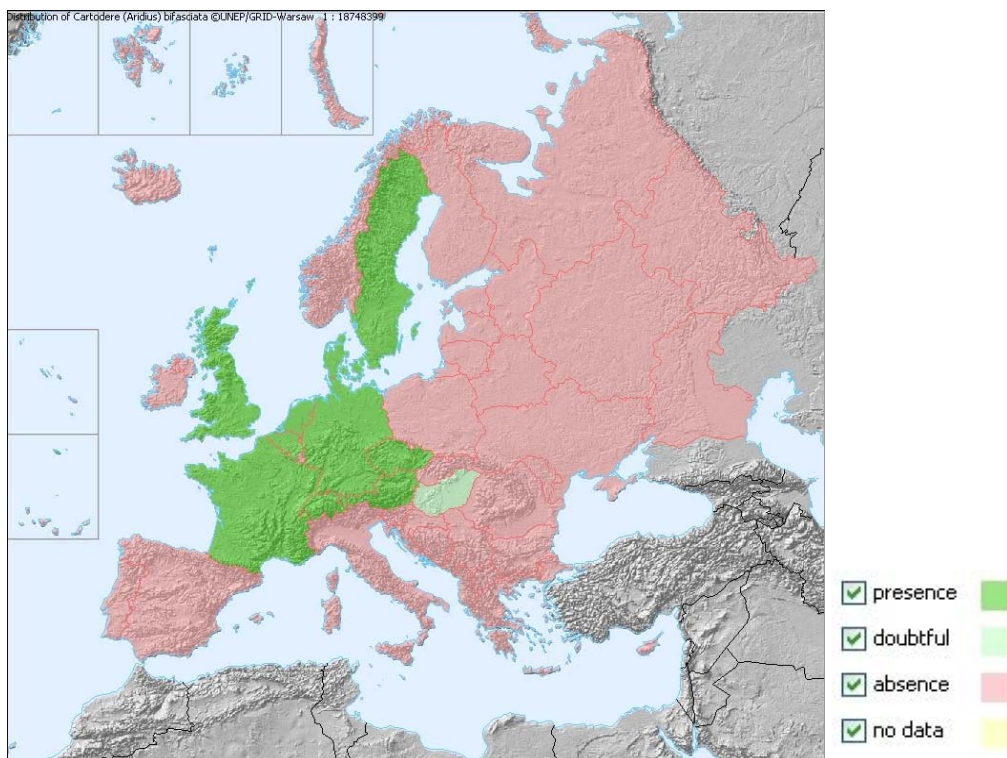 Distribution of Cartodere (Aridius) bifasciata ©UNEP/GRID-Warsaw 1 : 18748399
presence
doubtful
absence
no data